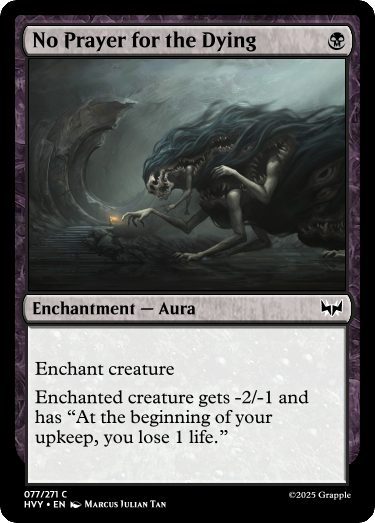 No Prayer for the Dying
Enchantment — Aura
Enchant creature
Enchanted creature gets -2/-1 and
has “At the beginning of your
upkeep, you lose 1 life.”
077/271 C
HVY • EN Marcus Julian Tan
©2025 Grapple